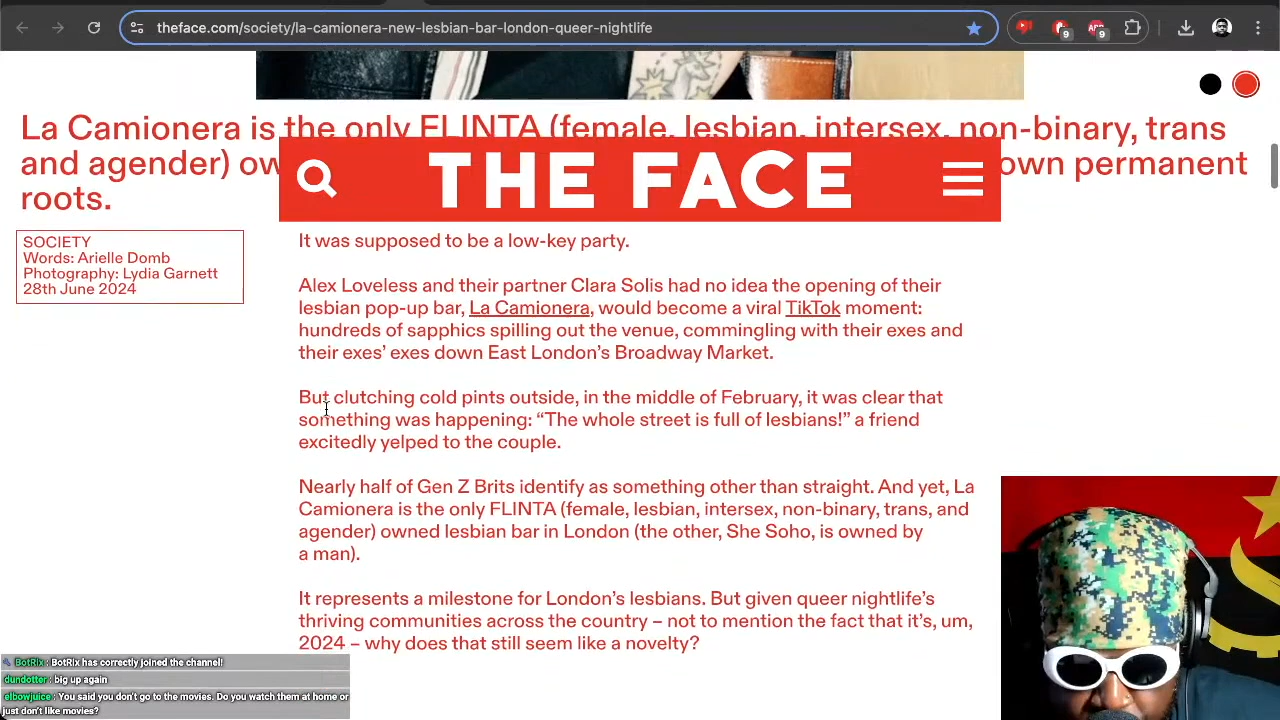 theface.com/society/la-camionera-new-lesbian-bar-london-queer-nightlife
9
ABP
9
La Camionera is the only FLINTA (female, lesbian, intersex, non-binary, trans
and agender) ow own permanent
roots.
THE FACE
SOCIETY
Words: Arielle Domb
Photography: Lydia Garnett
28th June 2024
It was supposed to be a low-key party.
Alex Loveless and their partner Clara Solis had no idea the opening of their
lesbian pop-up bar, La Camionera, would become a viral TikTok moment:
hundreds of sapphics spilling out the venue, commingling with their exes and
their exes’ exes down East London’s Broadway Market.
But clutching cold pints outside, in the middle of February, it was clear that
something was happening: “The whole street is full of lesbians!” a friend
excitedly yelped to the couple.
Nearly half of Gen Z Brits identify as something other than straight. And yet, La
Camionera is the only FLINTA (female, lesbian, intersex, non-binary, trans, and
agender) owned lesbian bar in London (the other, She Soho, is owned by
a man).
It represents a milestone for London’s lesbians. But given queer nightlife’s
thriving communities across the country – not to mention the fact that it’s, um,
2024 – why does that still seem like a novelty?
BotRix: BotRix has correctly joined the channel!
dundotter: big up again
elbowjuice: You said you don't go to the movies. Do you watch them at home or
just don't like movies?